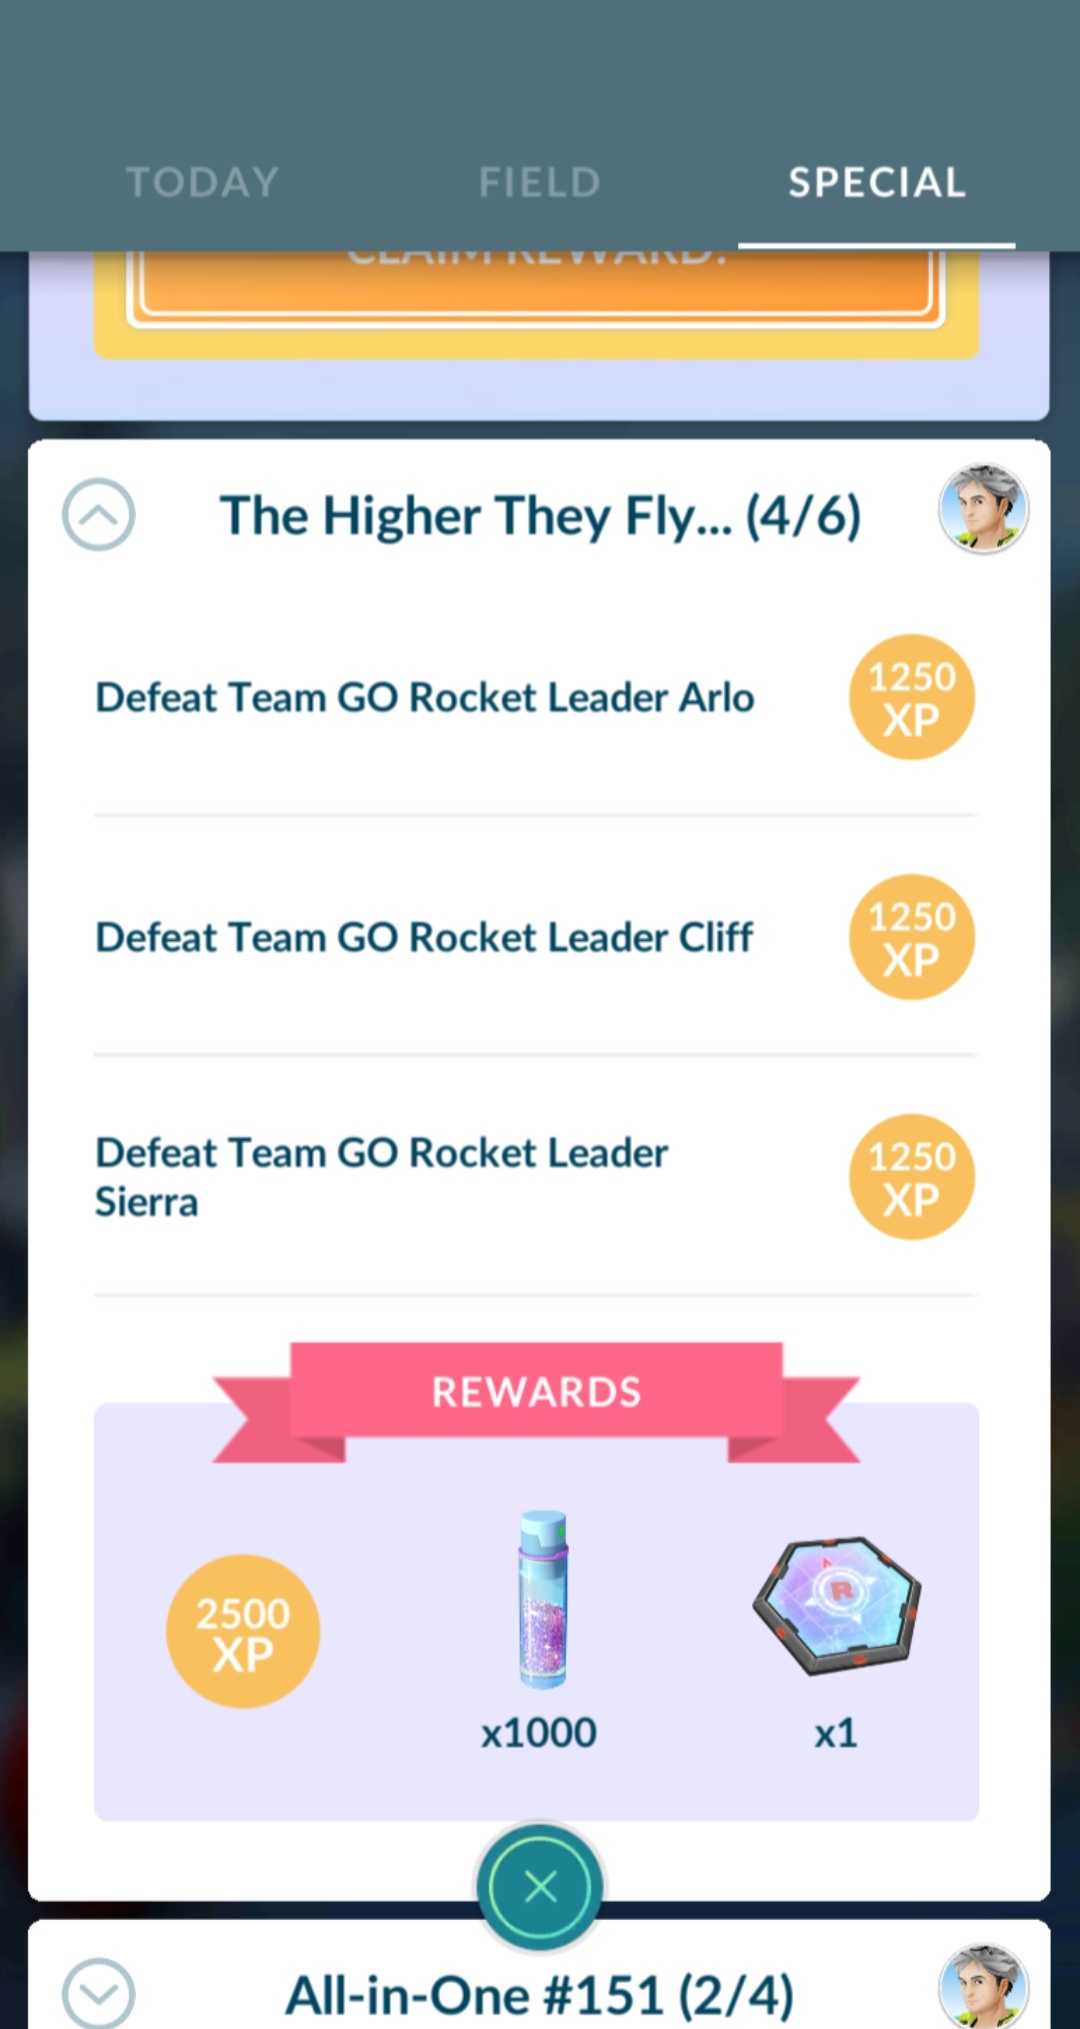 TODAY
FIELD
SPECIAL
CLAIM REWARD!
The Higher They Fly... (4/6)
Defeat Team GO Rocket Leader Arlo
1250
XP
Defeat Team GO Rocket Leader Cliff
1250
XP
Defeat Team GO Rocket Leader
Sierra
1250
XP
REWARDS
2500
XP
x1000
R
x1
All-in-One #151 (2/4)